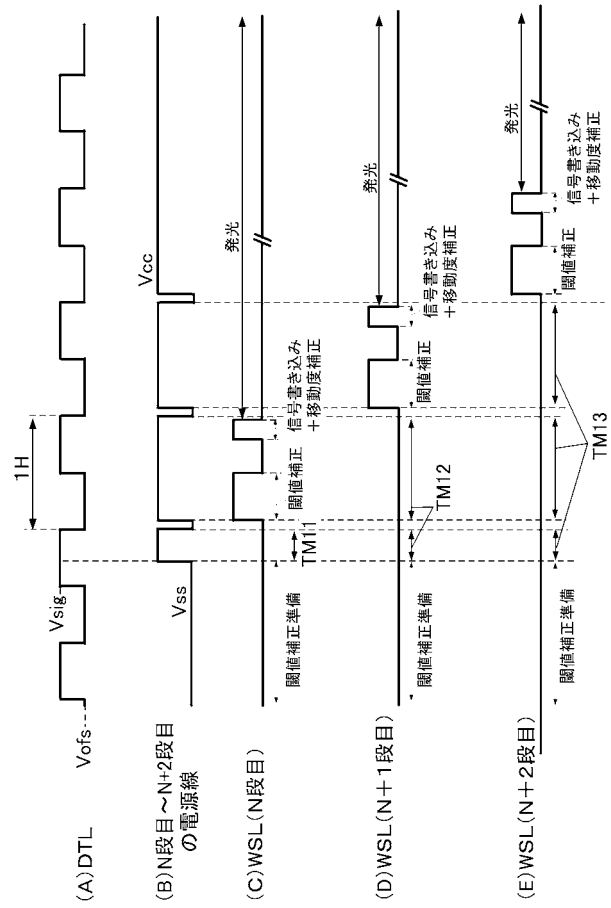 (A)DTL
Vofs
Vsig
1H
(B)N段目～N+2段目
の電源線
Vss
Vcc
(C)WSL(N段目)
閾値補正準備
TM11
閾値補正
信号書き込み
＋移動度補正
発光
(D)WSL(N＋1段目)
閾値補正準備
TM12
閾値補正
信号書き込み
＋移動度補正
発光
(E)WSL(N＋2段目)
閾値補正準備
TM13
閾値補正
信号書き込み
＋移動度補正
発光